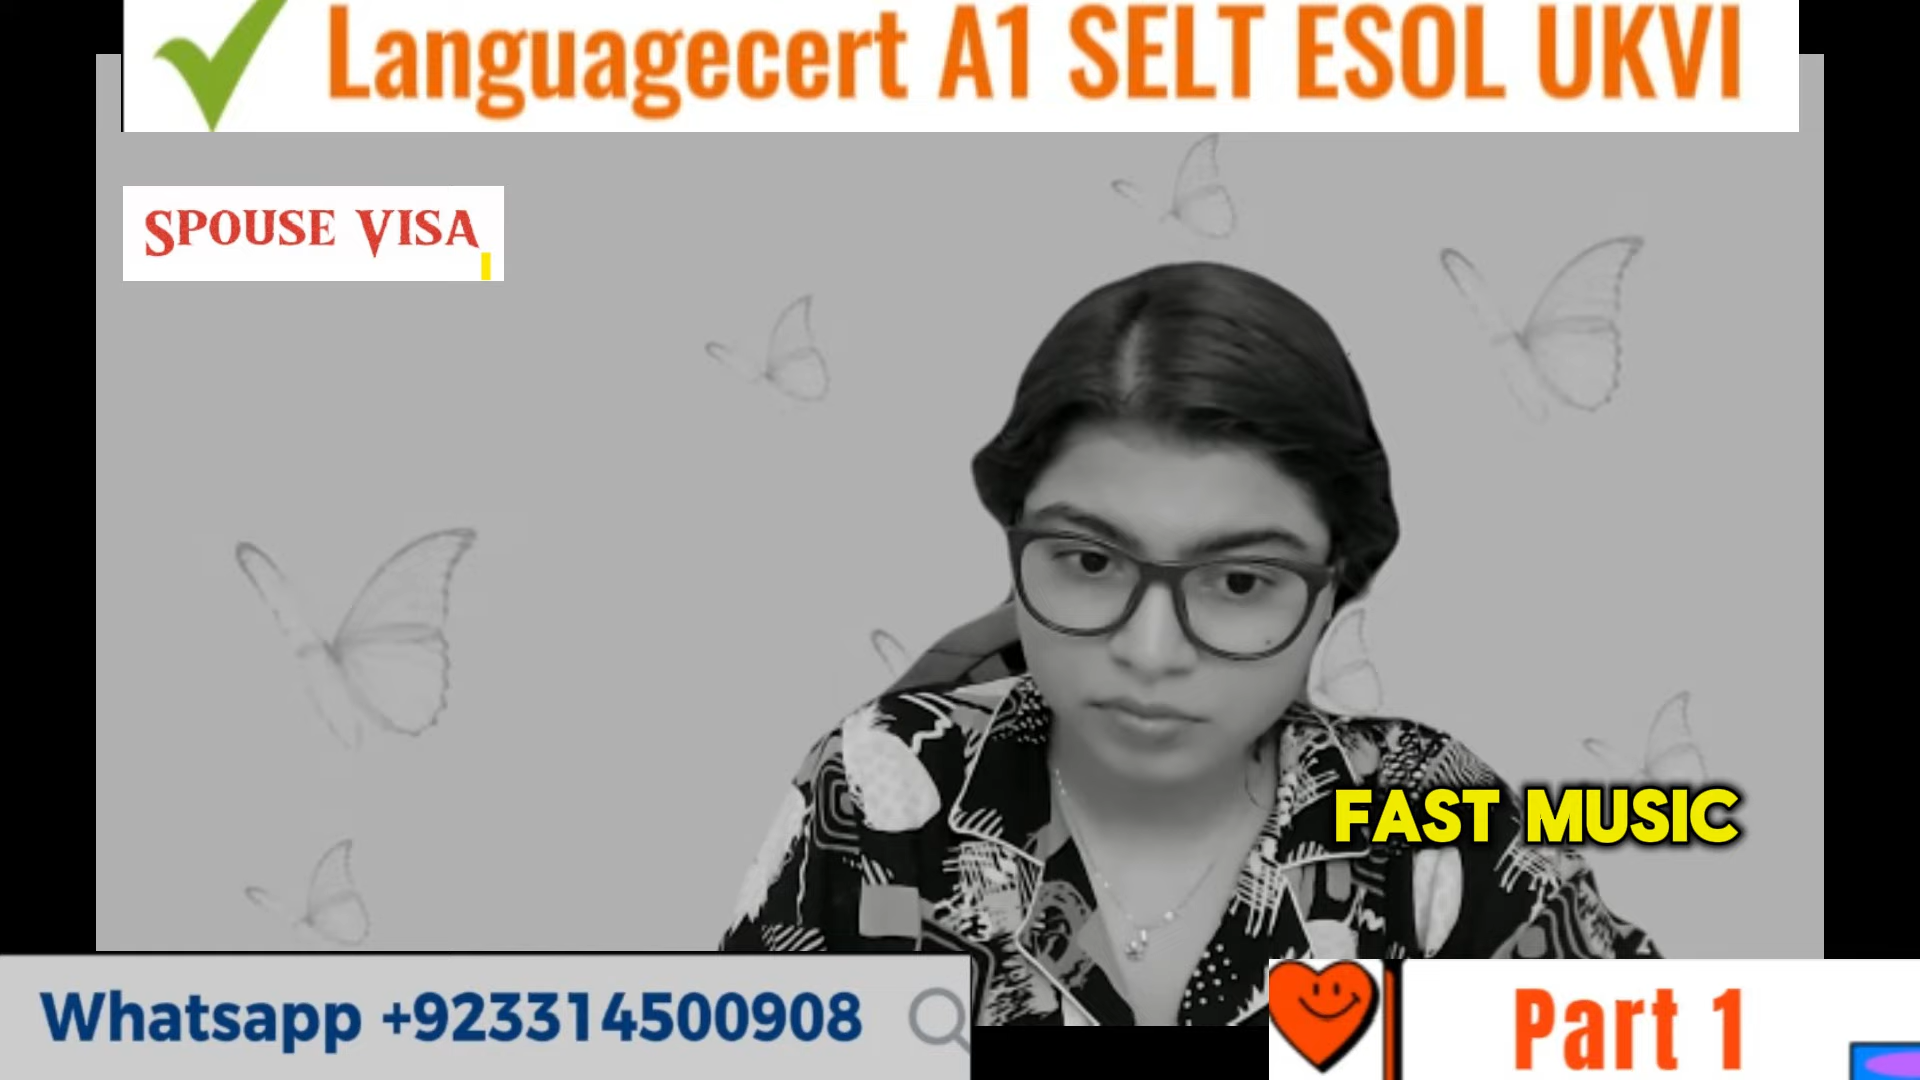 Languagecert A1 SELT ESOL UKVI
SPOUSE VISA
FAST MUSIC
Whatsapp +923314500908
Part 1